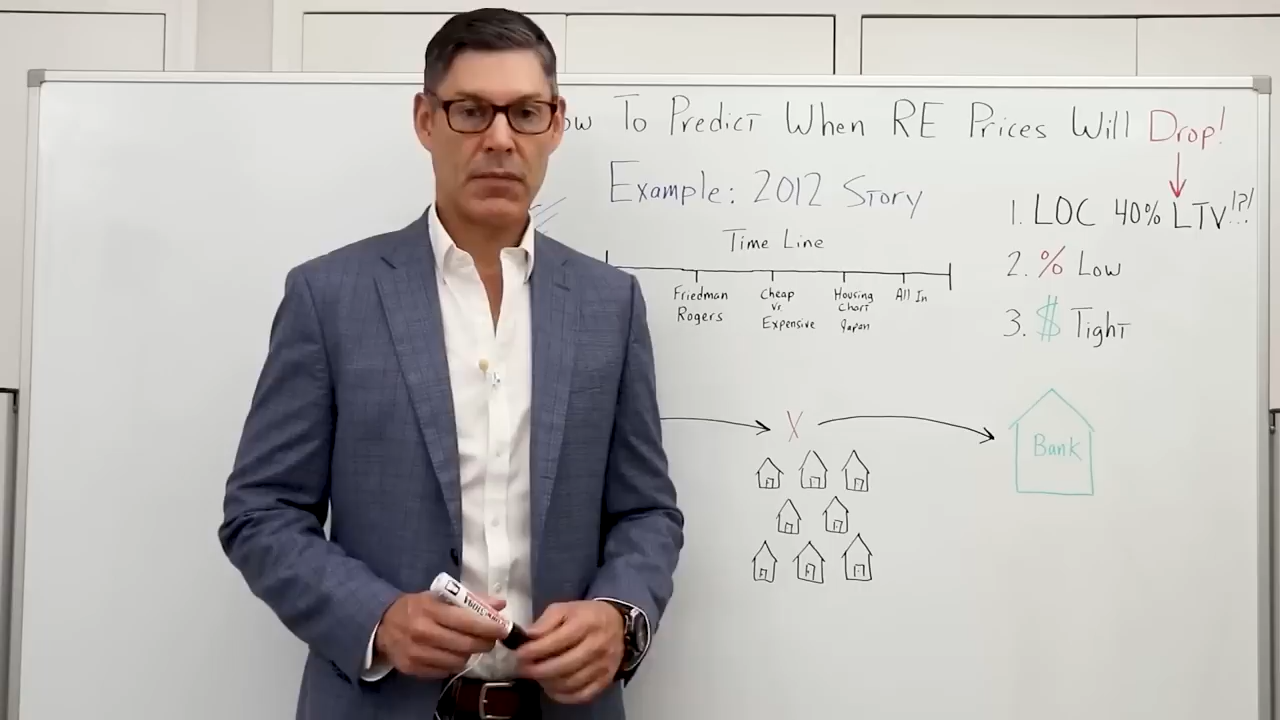 ow To Predict When RE Prices Will Drop!
Example: 2012 Story
Time Line
Friedman
Rogers
Cheap
vs
Expensive
Housing
Chart
Japan
All In
1. LOC 40% LTV!?!
2. % Low
3. $ Tight
X
Bank